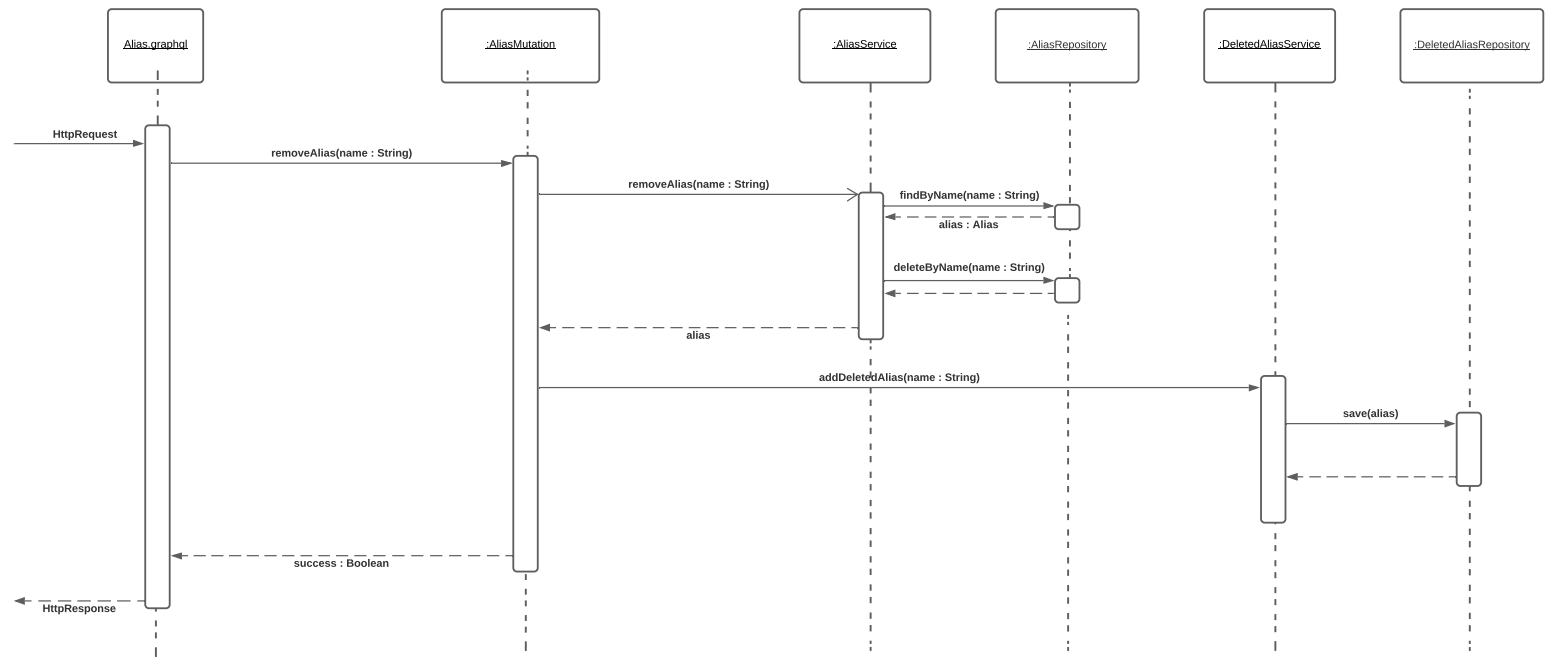 Alias.graphql
:AliasMutation
:AliasService
:AliasRepository
:DeletedAliasService
:DeletedAliasRepository
HttpRequest
removeAlias(name : String)
removeAlias(name : String)
findByName(name : String)
alias : Alias
deleteByName(name : String)
alias
addDeletedAlias(name : String)
save(alias)
success : Boolean
HttpResponse